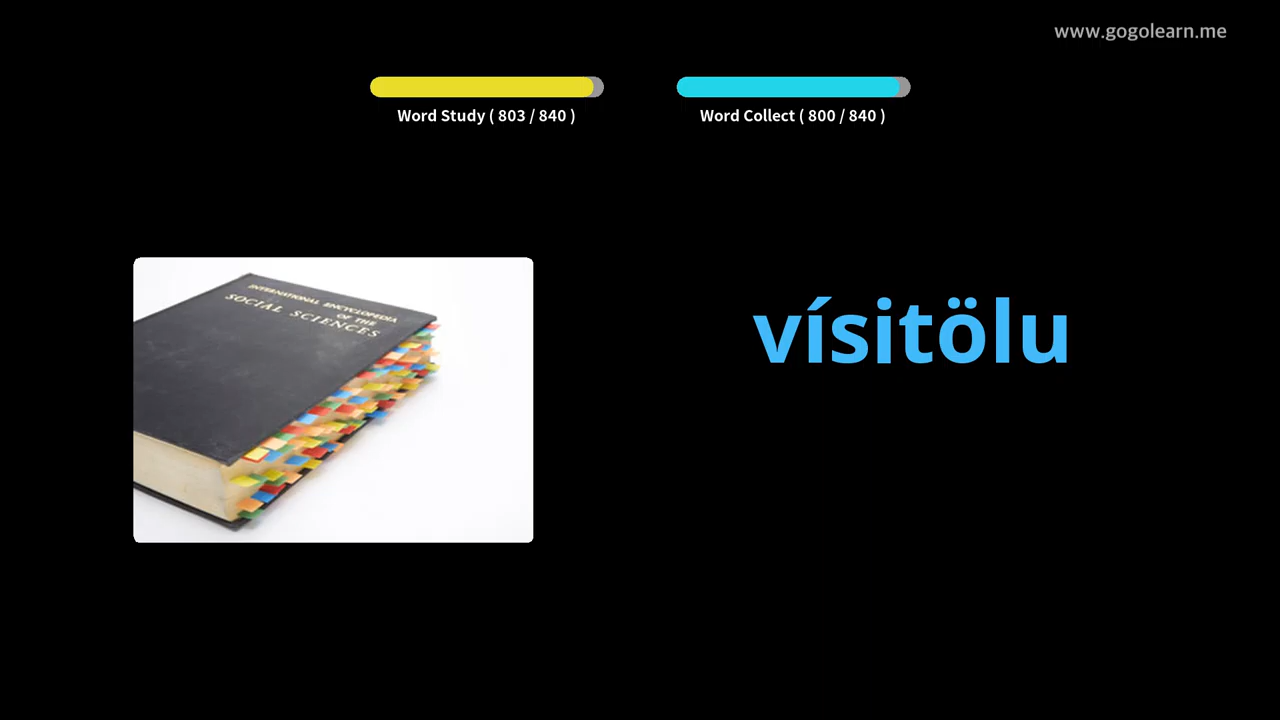 www.gogolearn.me
Word Study ( 803 / 840 )
Word Collect ( 800 / 840 )
INTERNATIONAL ENCYCLOPEDIA
OF THE
SOCIAL SCIENCES
vísitölu